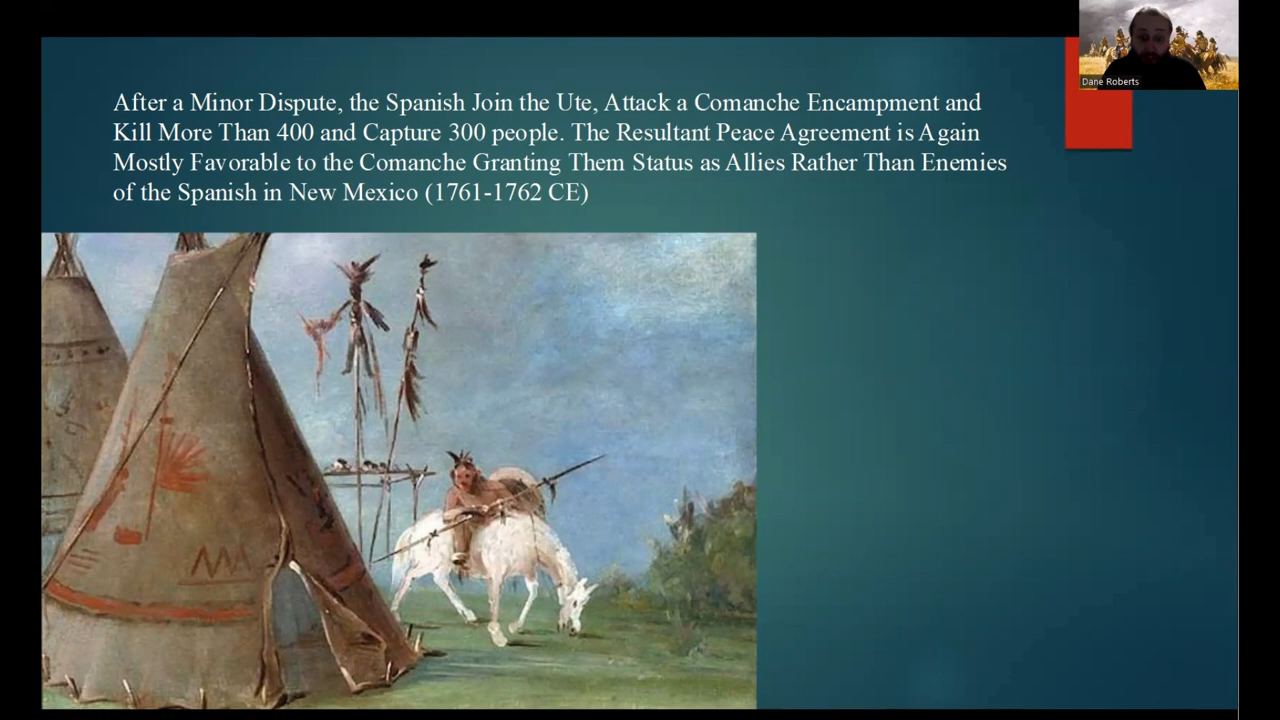 After a Minor Dispute, the Spanish Join the Ute, Attack a Comanche Encampment and
Kill More Than 400 and Capture 300 people. The Resultant Peace Agreement is Again
Mostly Favorable to the Comanche Granting Them Status as Allies Rather Than Enemies
of the Spanish in New Mexico (1761-1762 CE)
Dane Roberts